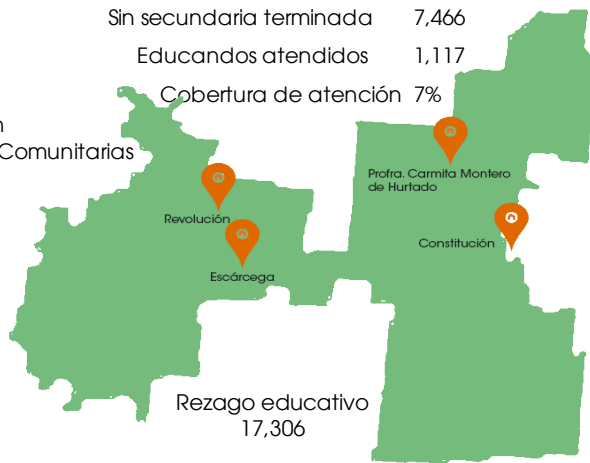 Sin secundaria terminada 7,466
Educandos atendidos 1,117
Cobertura de atención 7%
Comunitarias
Profra. Carmita Montero
de Hurtado
Revolución
Constitución
Escárcega
Rezago educativo
17,306